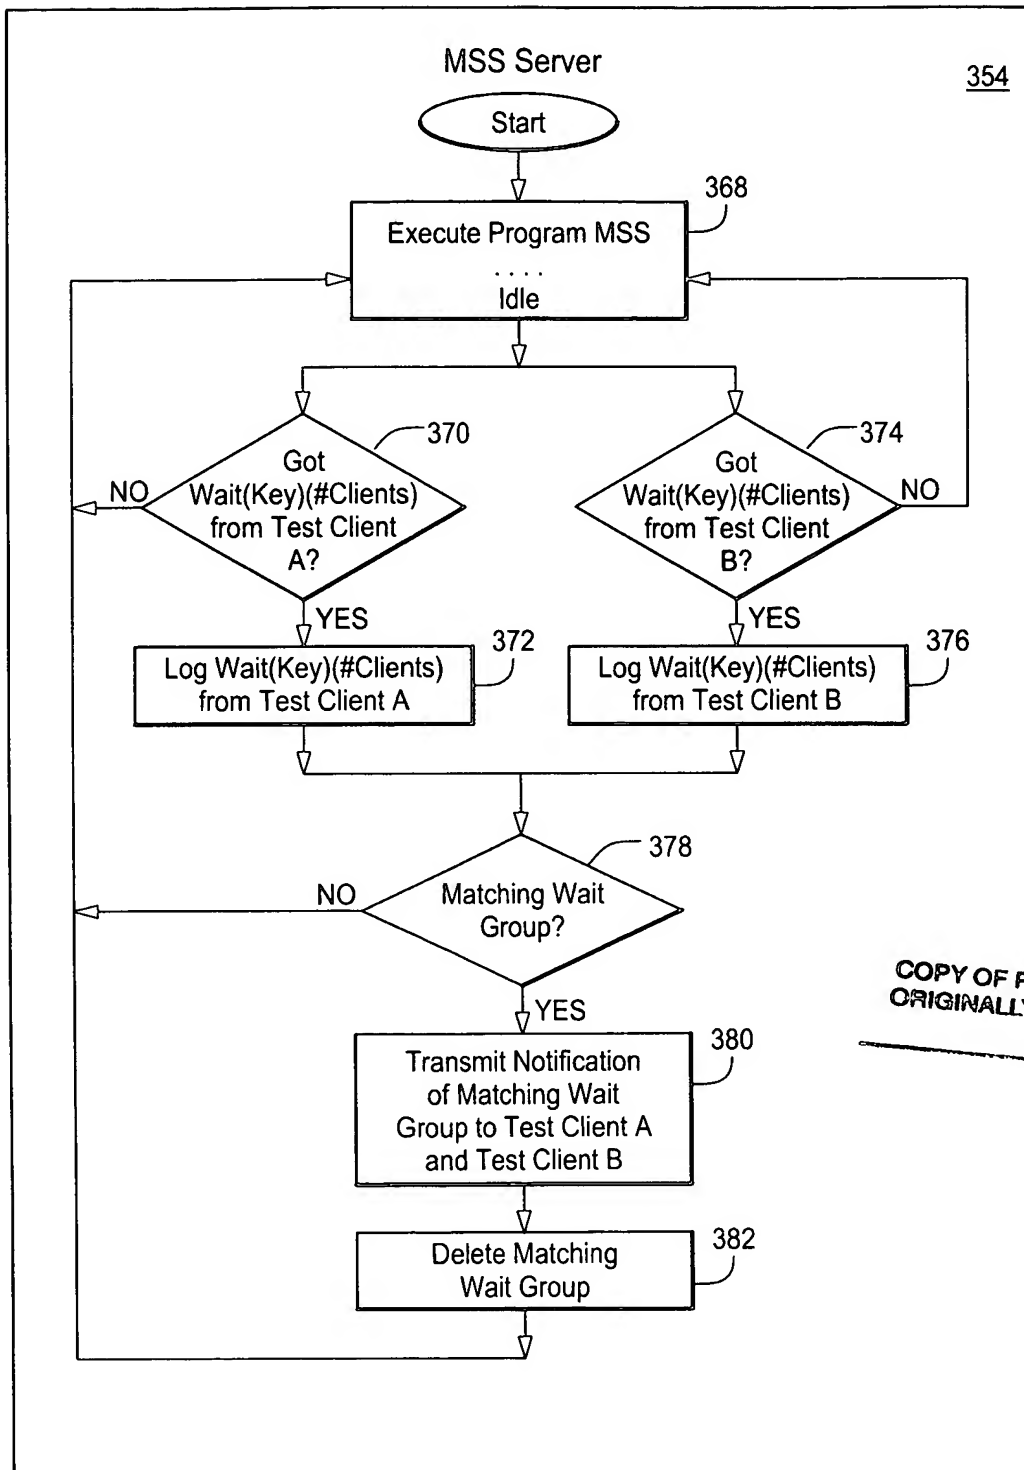 MSS Server
354
Start
368
Execute Program MSS
. . . .
Idle
370
374
Got
Wait(Key)(#Clients)
from Test Client
A?
NO
Got
Wait(Key)(#Clients)
from Test Client
B?
NO
YES
YES
372
376
Log Wait(Key)(#Clients)
from Test Client A
Log Wait(Key)(#Clients)
from Test Client B
378
NO
Matching Wait
Group?
COPY OF
ORIGINALLY
YES
380
Transmit Notification
of Matching Wait
Group to Test Client A
and Test Client B
382
Delete Matching
Wait Group